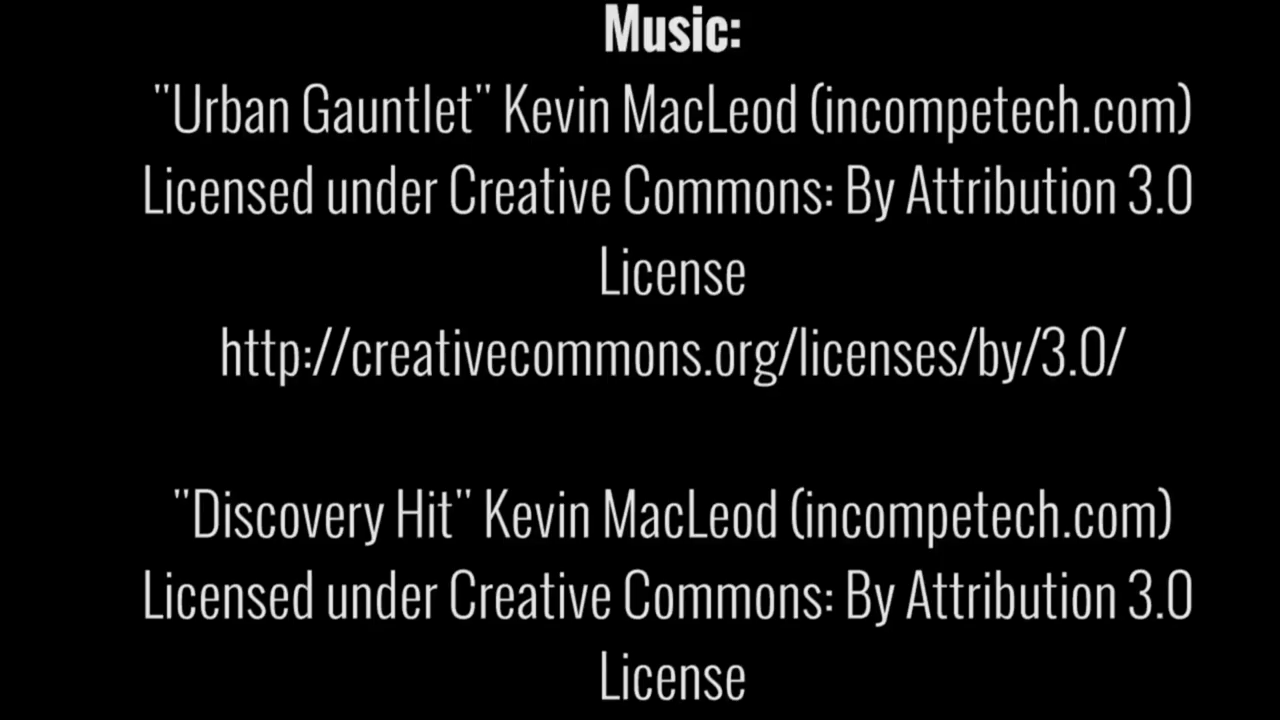 Music:
"Urban Gauntlet" Kevin MacLeod (incompetech.com)
Licensed under Creative Commons: By Attribution 3.0
License
http://creativecommons.org/licenses/by/3.0/
"Discovery Hit" Kevin MacLeod (incompetech.com)
Licensed under Creative Commons: By Attribution 3.0
License